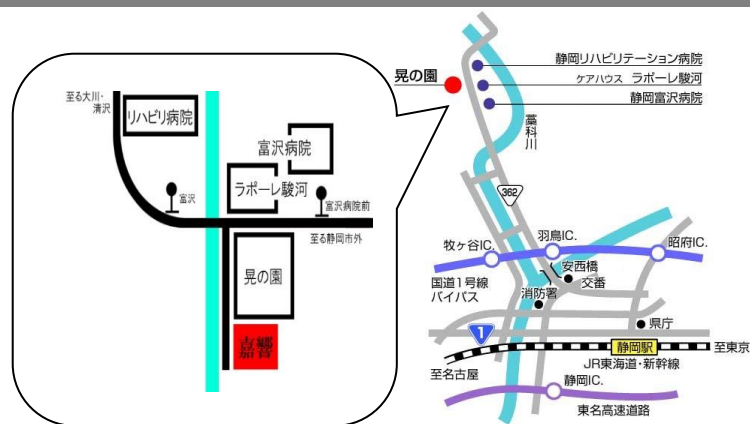 至る大川・
清沢
リハビリ病院
富沢病院
ラポーレ駿河
富沢
富沢病院前
至る静岡市外
晃の園
晃の園
静岡リハビリテーション病院
ケアハウス ラポーレ駿河
静岡富沢病院
藁科川
362
牧ヶ谷IC.
羽鳥IC.
昭府IC.
国道1号線
バイパス
安西橋
交番
消防署
県庁
1
静岡駅
至東京
JR東海道・新幹線
至名古屋
静岡IC.
東名高速道路